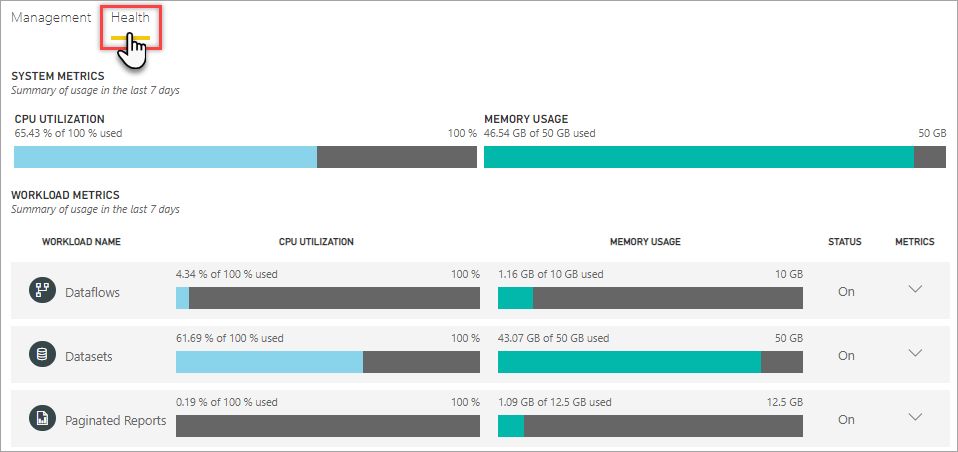 Management Health
SYSTEM METRICS
Summary of usage in the last 7 days
CPU UTILIZATION
65.43 % of 100 % used 100 %
MEMORY USAGE
46.54 GB of 50 GB used 50 GB
WORKLOAD METRICS
Summary of usage in the last 7 days
WORKLOAD NAME CPU UTILIZATION MEMORY USAGE STATUS METRICS
4.34 % of 100 % used 100 % 1.16 GB of 10 GB used 10 GB
Dataflows On
61.69 % of 100 % used 100 % 43.07 GB of 50 GB used 50 GB
Datasets On
0.19 % of 100 % used 100 % 1.09 GB of 12.5 GB used 12.5 GB
Paginated Reports On